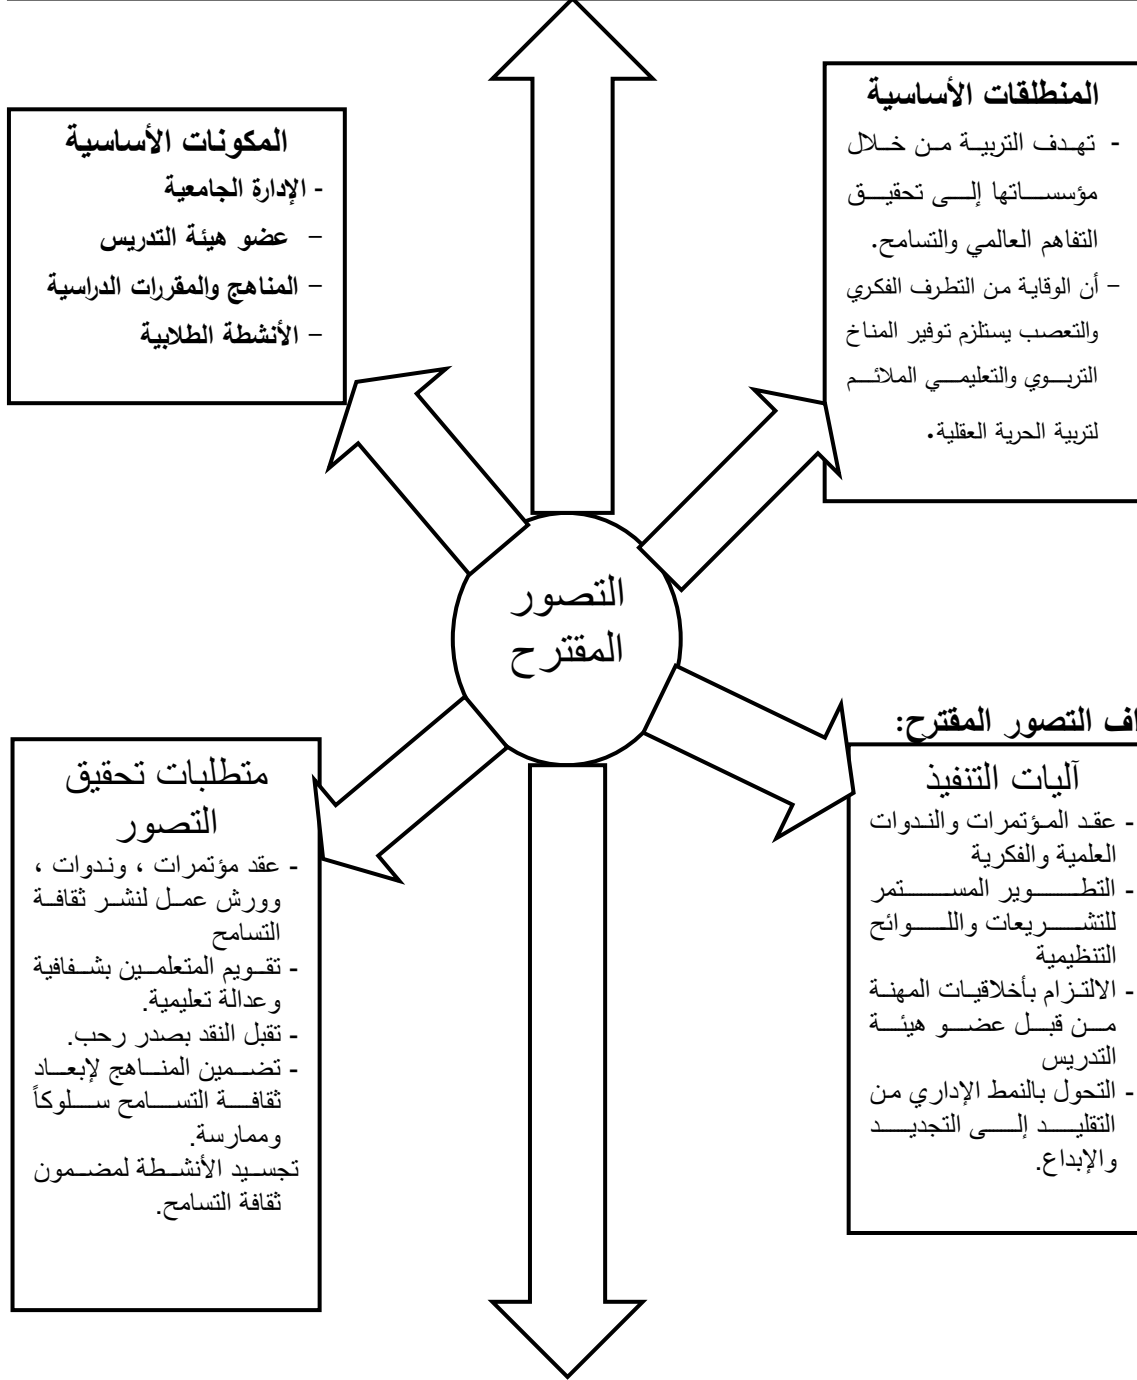 المنطلقات الأساسية
- تهدف التربية من خلال
مؤسساتها إلى تحقيق
التفاهم العالمي والتسامح.
- أن الوقاية من التطرف الفكري
والتعصب يستلزم توفير المناخ
التربوي والتعليمي الملائم
لتربية الحرية العقلية.
المكونات الأساسية
- الإدارة الجامعية
- عضو هيئة التدريس
- المناهج والمقررات الدراسية
- الأنشطة الطلابية
التصور
المقترح
التصور المقترح:
آليات التنفيذ
- عقد المؤتمرات والندوات
العلمية والفكرية
- التطوير المستمر
للتشريعات واللوائح
التنظيمية
- الالتزام بأخلاقيات المهنة
من قبل عضو هيئة
التدريس
- التحول بالنمط الإداري من
التقليد إلى التجديد
والإبداع.
متطلبات تحقيق
التصور
- عقد مؤتمرات ، وندوات ،
وورش عمل لنشر ثقافة
التسامح
- تقويم المتعلمين بشفافية
وعدالة تعليمية.
- تقبل النقد بصدر رحب.
- تضمين المناهج لإبعاد
ثقافة التسامح سلوكاً
وممارسة.
تجسيد الأنشطة لمضمون
ثقافة التسامح.